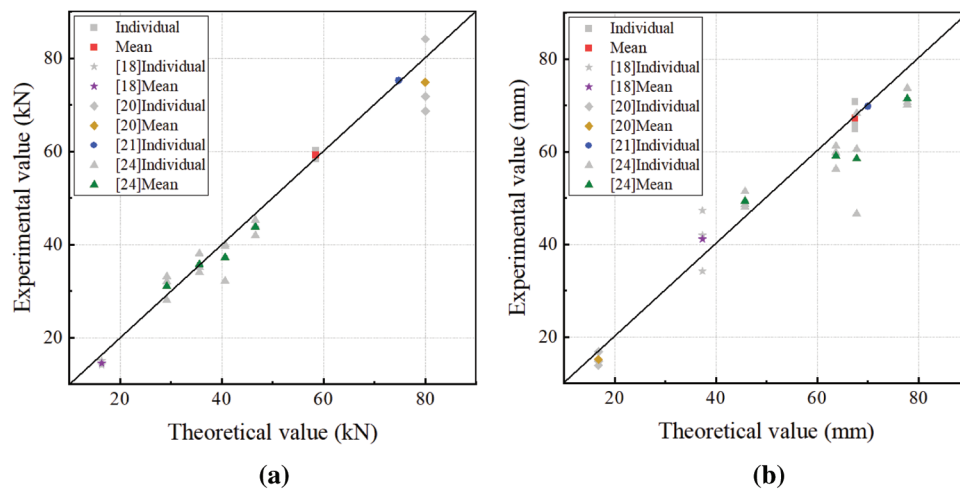 Individual
Mean
[18]Individual
[18]Mean
[20]Individual
[20]Mean
[21]Individual
[24]Individual
[24]Mean
80
60
40
20
Experimental value (kN)
20 40 60 80
Theoretical value (kN)
(a)
Individual
Mean
[18]Individual
[18]Mean
[20]Individual
[20]Mean
[21]Individual
[24]Individual
[24]Mean
80
60
40
20
Experimental value (mm)
20 40 60 80
Theoretical value (mm)
(b)